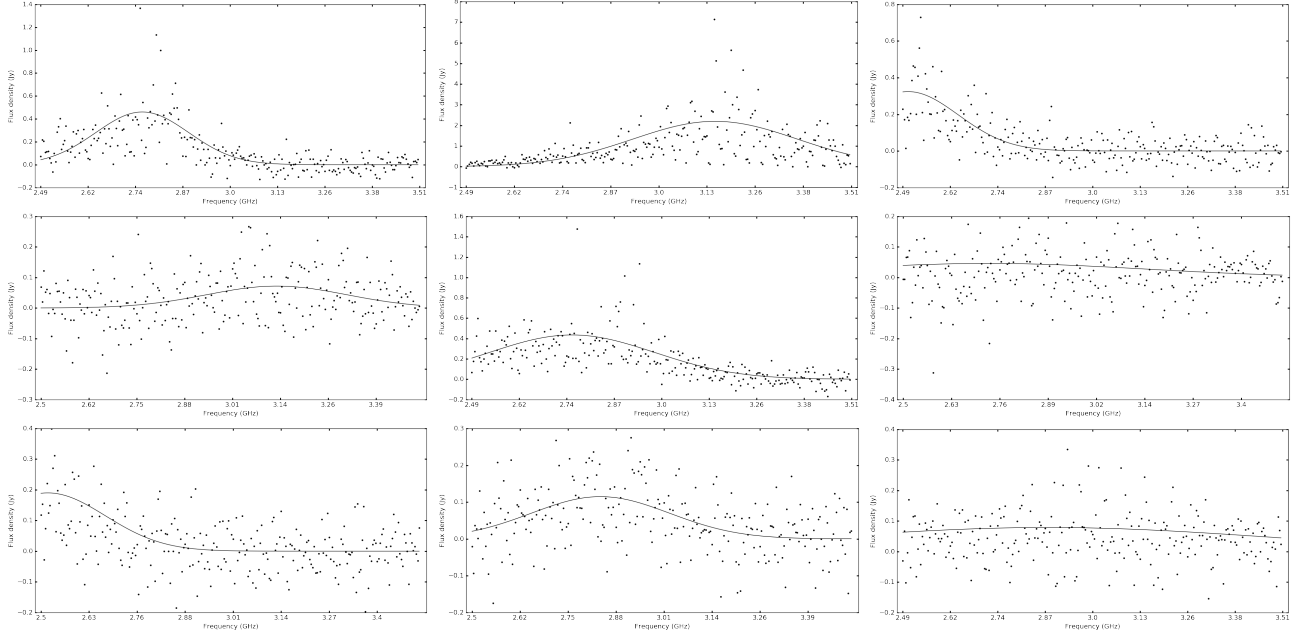 1.4
1.2
1.0
0.8
0.6
0.4
0.2
0.0
−0.2
Flux density (Jy)
2.49 2.62 2.74 2.87 3.0 3.13 3.26 3.38 3.51
Frequency (GHz)
8
7
6
5
4
3
2
1
0
−1
Flux density (Jy)
2.49 2.62 2.74 2.87 3.0 3.13 3.26 3.38 3.51
Frequency (GHz)
0.8
0.6
0.4
0.2
0.0
−0.2
Flux density (Jy)
2.49 2.62 2.74 2.87 3.0 3.13 3.26 3.38 3.51
Frequency (GHz)
0.3
0.2
0.1
0.0
−0.1
−0.2
−0.3
Flux density (Jy)
2.5 2.62 2.75 2.88 3.01 3.14 3.26 3.39
Frequency (GHz)
1.6
1.4
1.2
1.0
0.8
0.6
0.4
0.2
0.0
−0.2
Flux density (Jy)
2.49 2.62 2.74 2.87 3.0 3.13 3.26 3.38 3.51
Frequency (GHz)
0.2
0.1
0.0
−0.1
−0.2
−0.3
−0.4
Flux density (Jy)
2.5 2.63 2.76 2.89 3.02 3.14 3.27 3.4
Frequency (GHz)
0.4
0.3
0.2
0.1
0.0
−0.1
−0.2
Flux density (Jy)
2.5 2.63 2.76 2.88 3.01 3.14 3.27 3.4
Frequency (GHz)
0.3
0.2
0.1
0.0
−0.1
−0.2
Flux density (Jy)
2.5 2.62 2.75 2.88 3.01 3.14 3.26 3.39
Frequency (GHz)
0.4
0.3
0.2
0.1
0.0
−0.1
−0.2
Flux density (Jy)
2.49 2.62 2.74 2.87 3.0 3.13 3.26 3.38 3.51
Frequency (GHz)